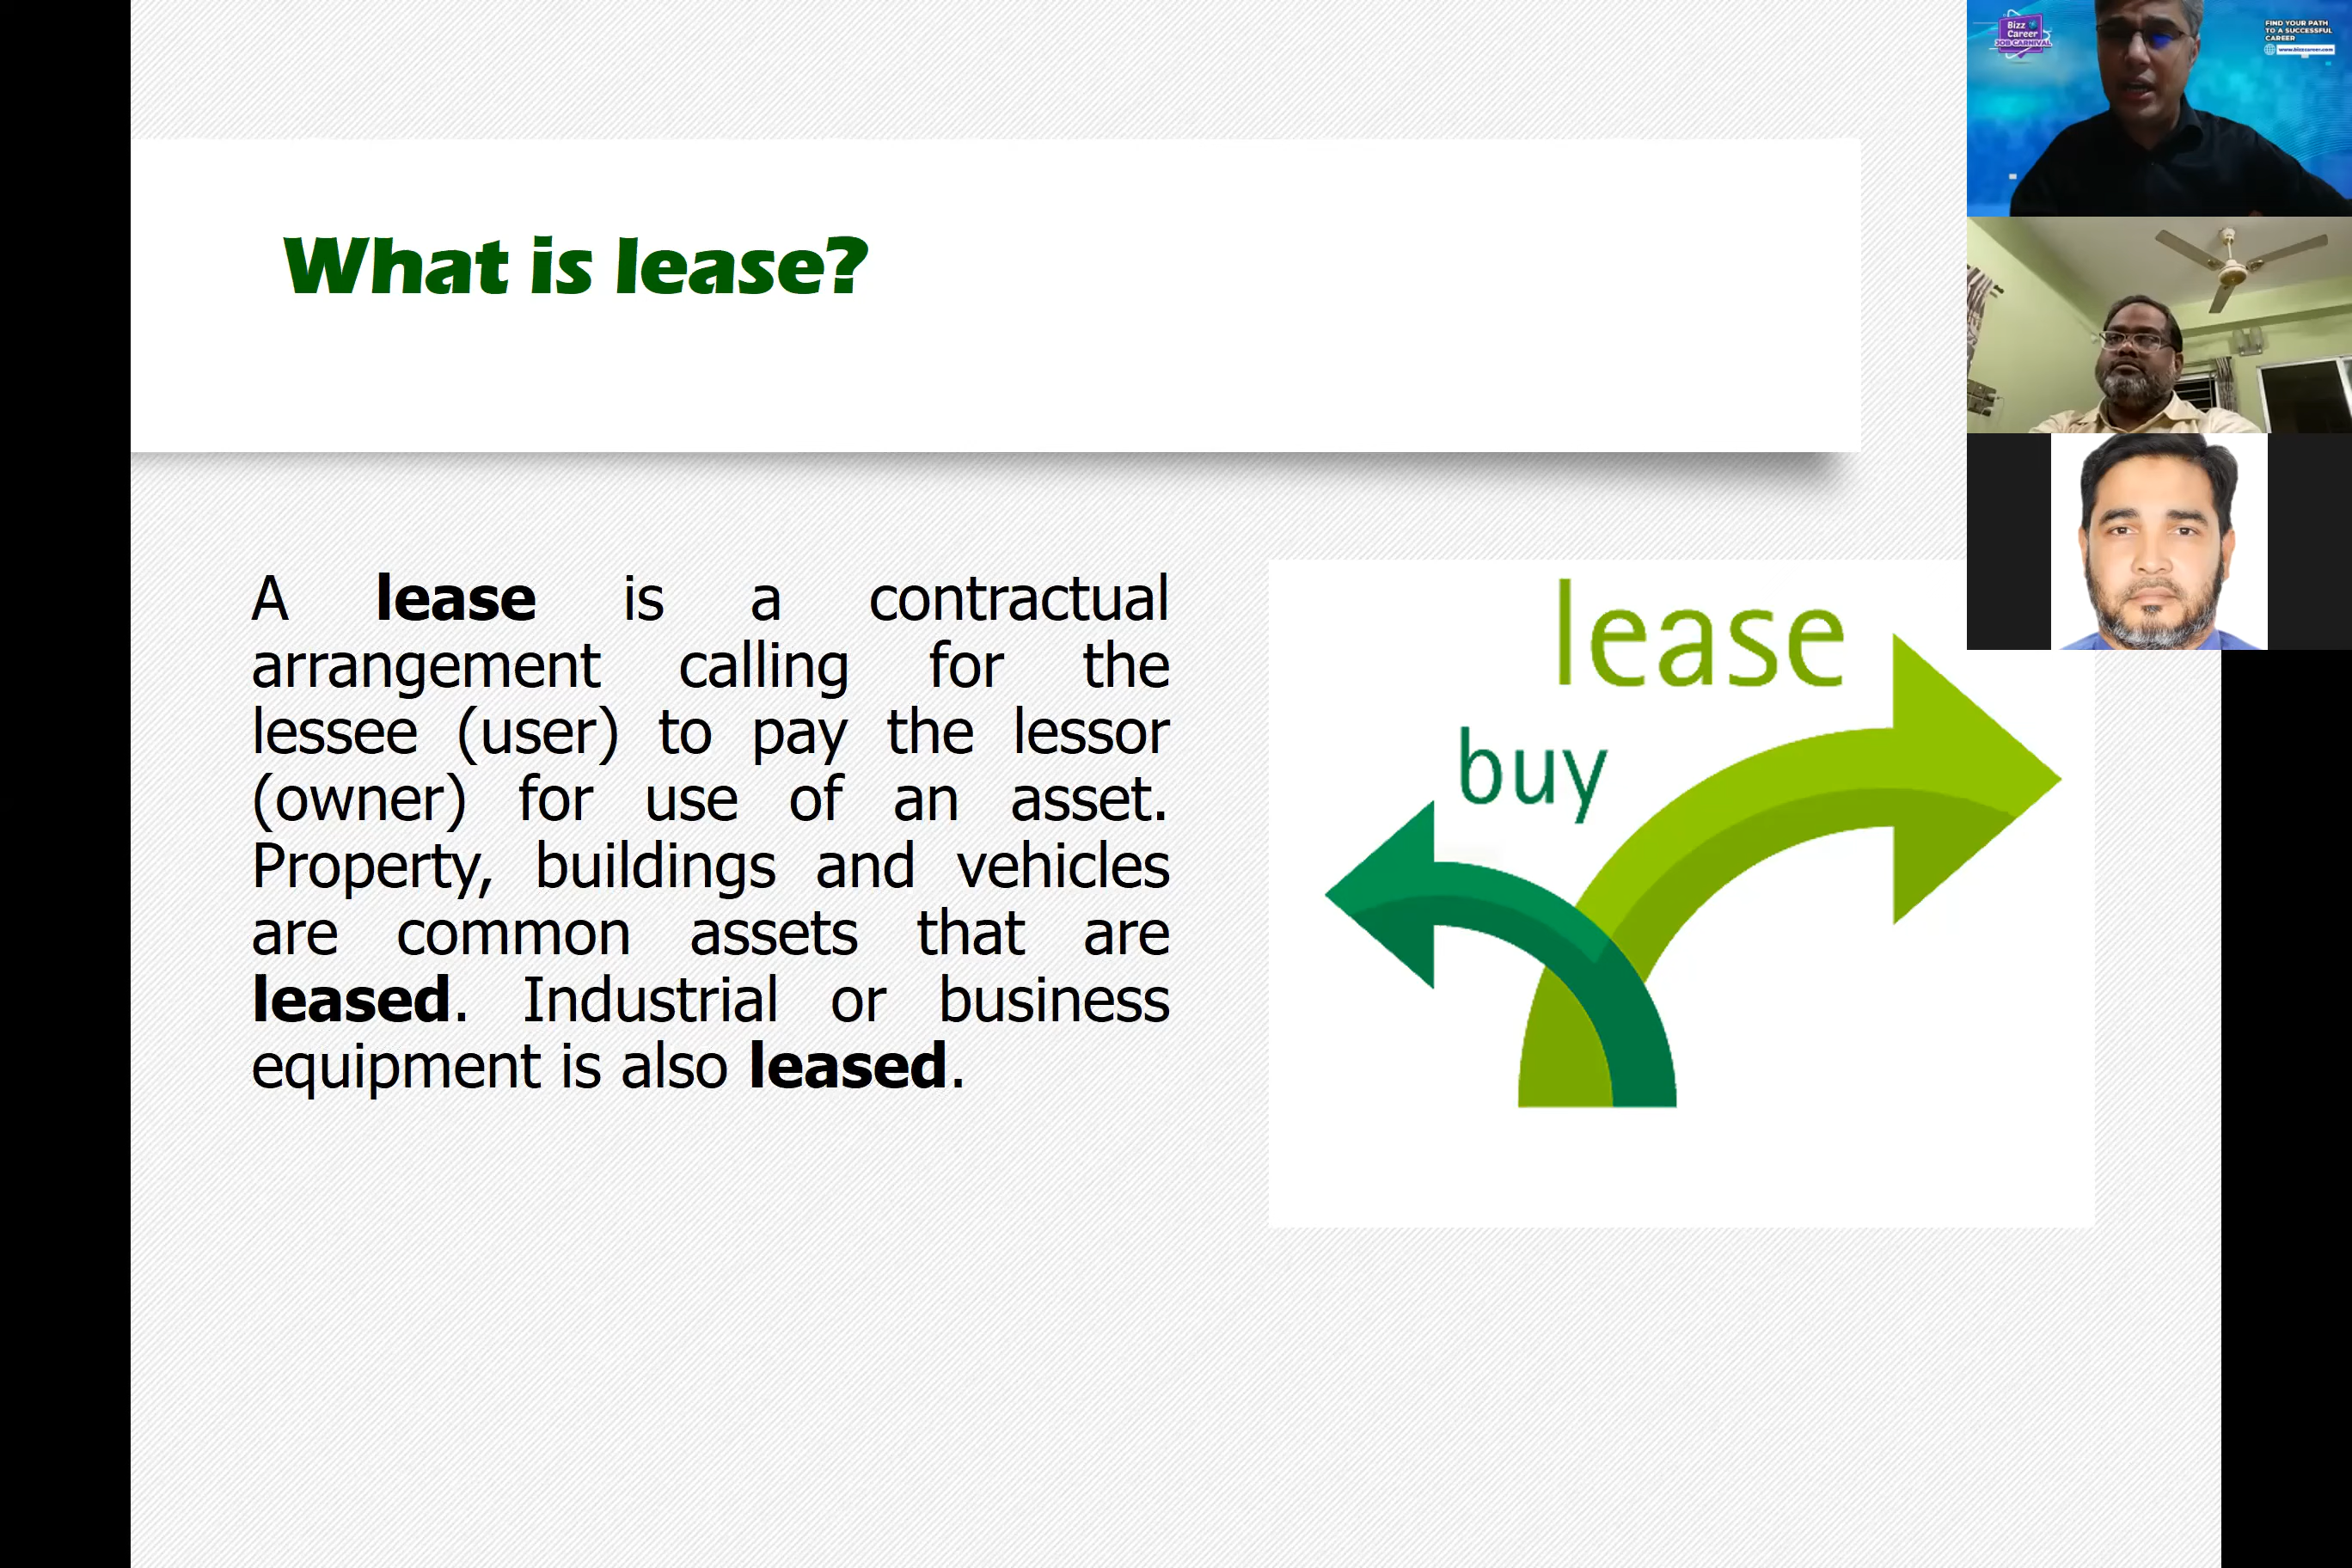 What is lease?
A lease is a contractual
arrangement calling for the
lessee (user) to pay the lessor
(owner) for use of an asset.
Property, buildings and vehicles
are common assets that are
leased. Industrial or business
equipment is also leased.
lease
buy
Bizz
Career
JOB CARNIVAL
FIND YOUR PATH
TO A SUCCESSFUL
CAREER